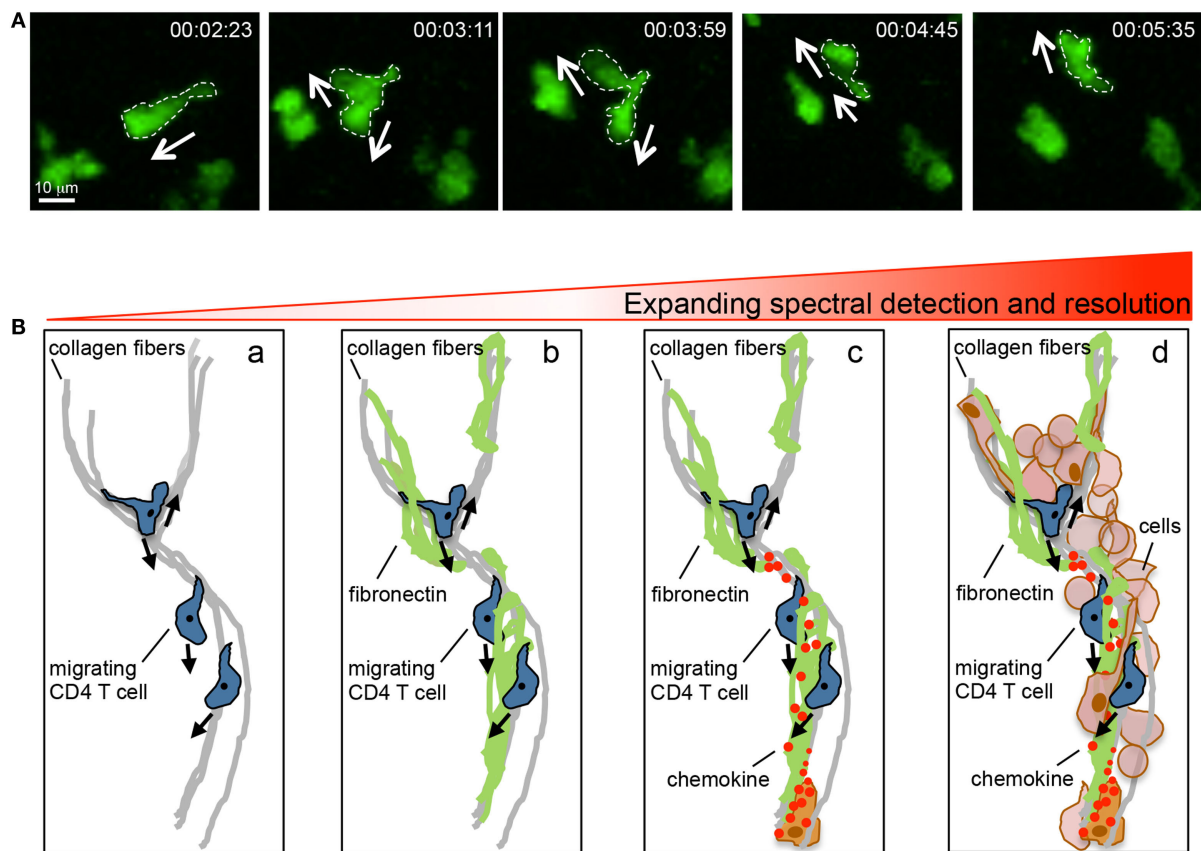 A
00:02:23
00:03:11
00:03:59
00:04:45
00:05:35
10 μm
Expanding spectral detection and resolution
B
collagen fibers
a
migrating
CD4 T cell
collagen fibers
b
fibronectin
migrating
CD4 T cell
collagen fibers
c
fibronectin
migrating
CD4 T cell
chemokine
collagen fibers
d
cells
fibronectin
migrating
CD4 T cell
chemokine